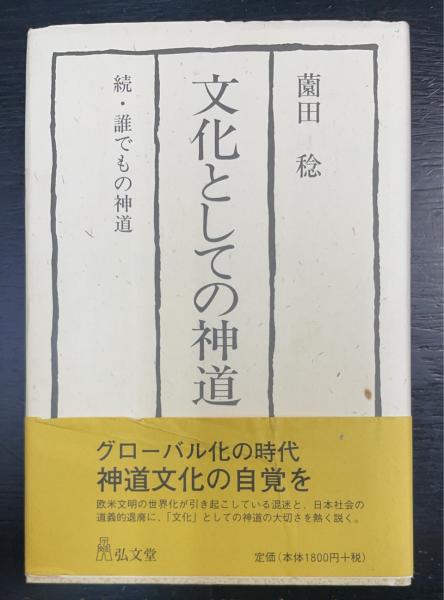 薗田 稔
文化としての神道
続・誰でもの神道
グローバル化の時代
神道文化の自覚を
欧米文明の世界化が引き起こしている混迷と、日本社会の
道義的退廃に、「文化」としての神道の大切さを熱く説く。
弘文堂
定価(本体1800円+税)